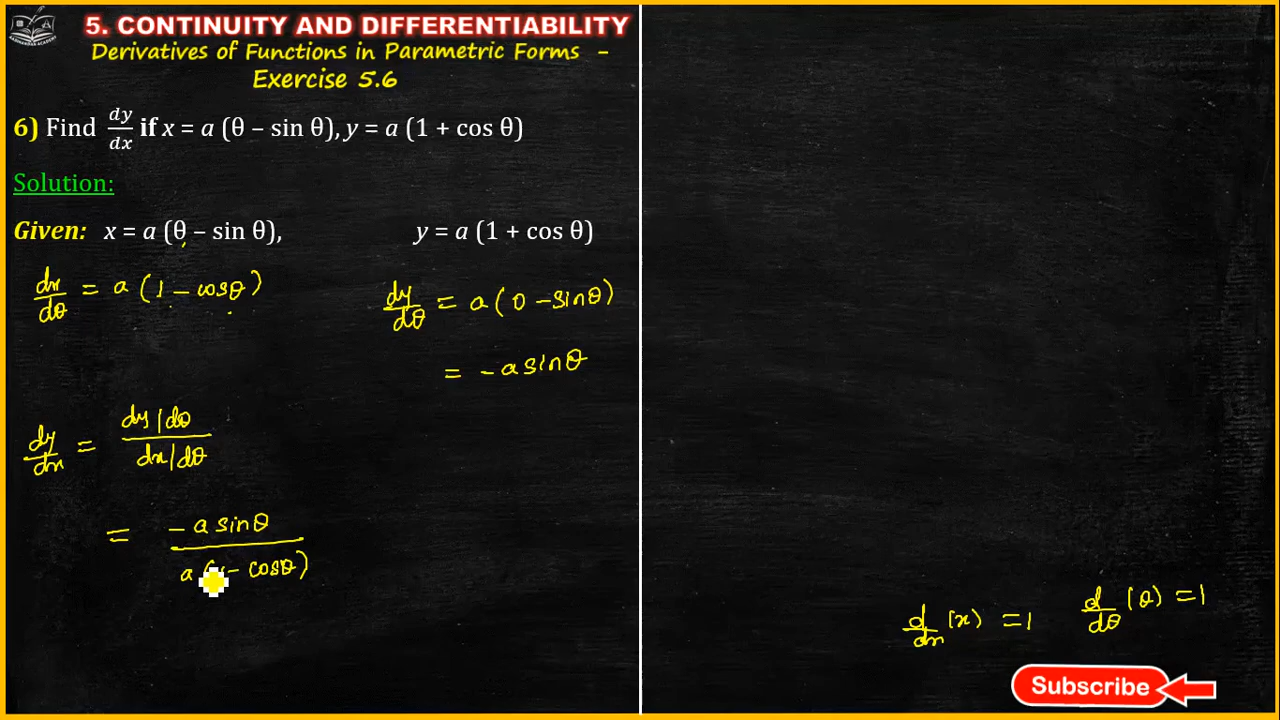 5. CONTINUITY AND DIFFERENTIABILITY
Derivatives of Functions in Parametric Forms –
Exercise 5.6
6) Find dy/dx if x = a (θ – sin θ), y = a (1 + cos θ)
Solution:
Given: x = a (θ – sin θ), y = a (1 + cos θ)
dx/dθ = a (1 – cosθ)
dy/dθ = a (0 – sinθ)
= –a sinθ
dy/dx = dy|dθ / dx|dθ
= –a sinθ / a (1 – cosθ)
d/dx (x) = 1 d/dθ (θ) = 1
Subscribe